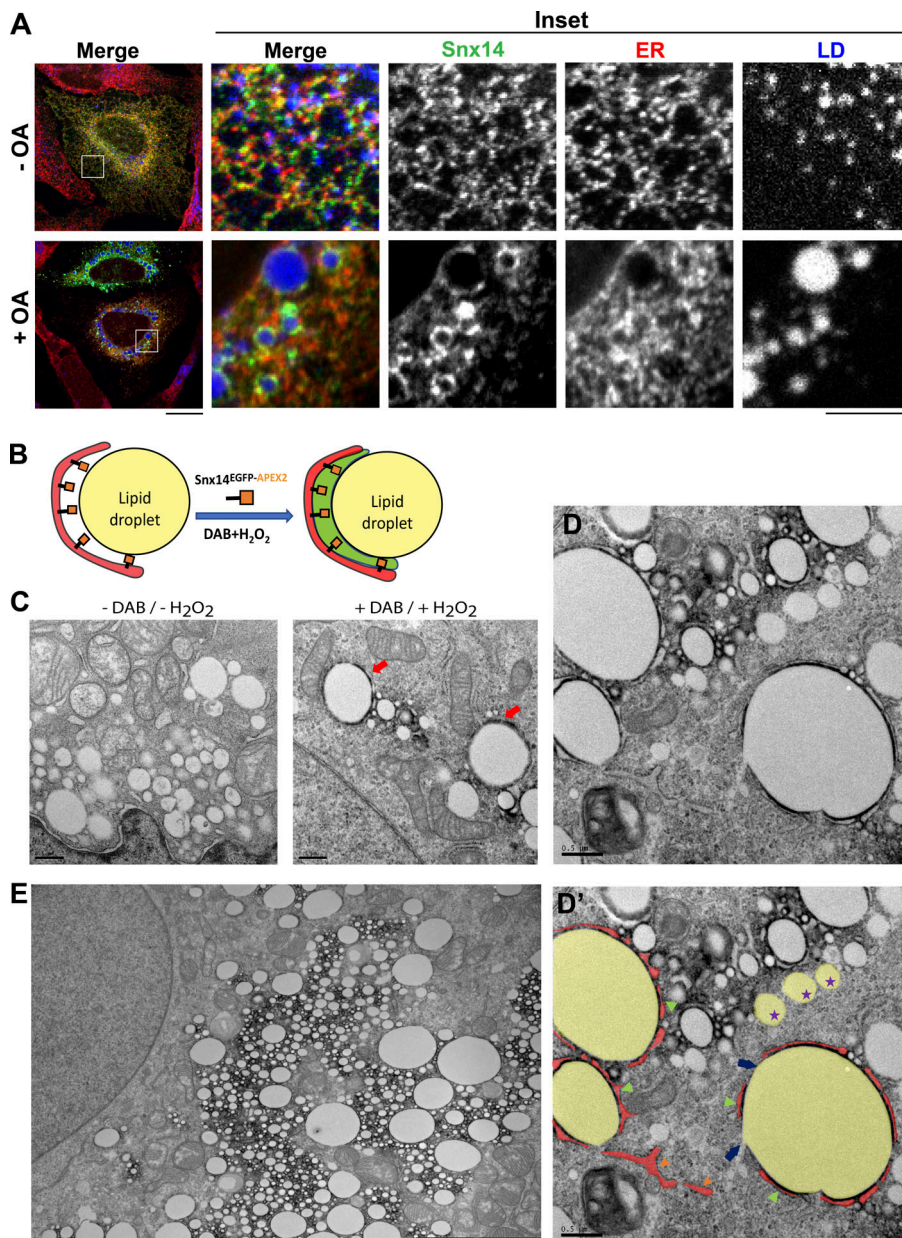 A
Inset
Merge
Merge
Snx14
ER
LD
- OA
+ OA
B
Lipid
droplet
Snx14EGFP-APEX2
DAB+H2O2
Lipid
droplet
C
- DAB / - H2O2
+ DAB / + H2O2
D
0.5 µm
E
D'
0.5 µm